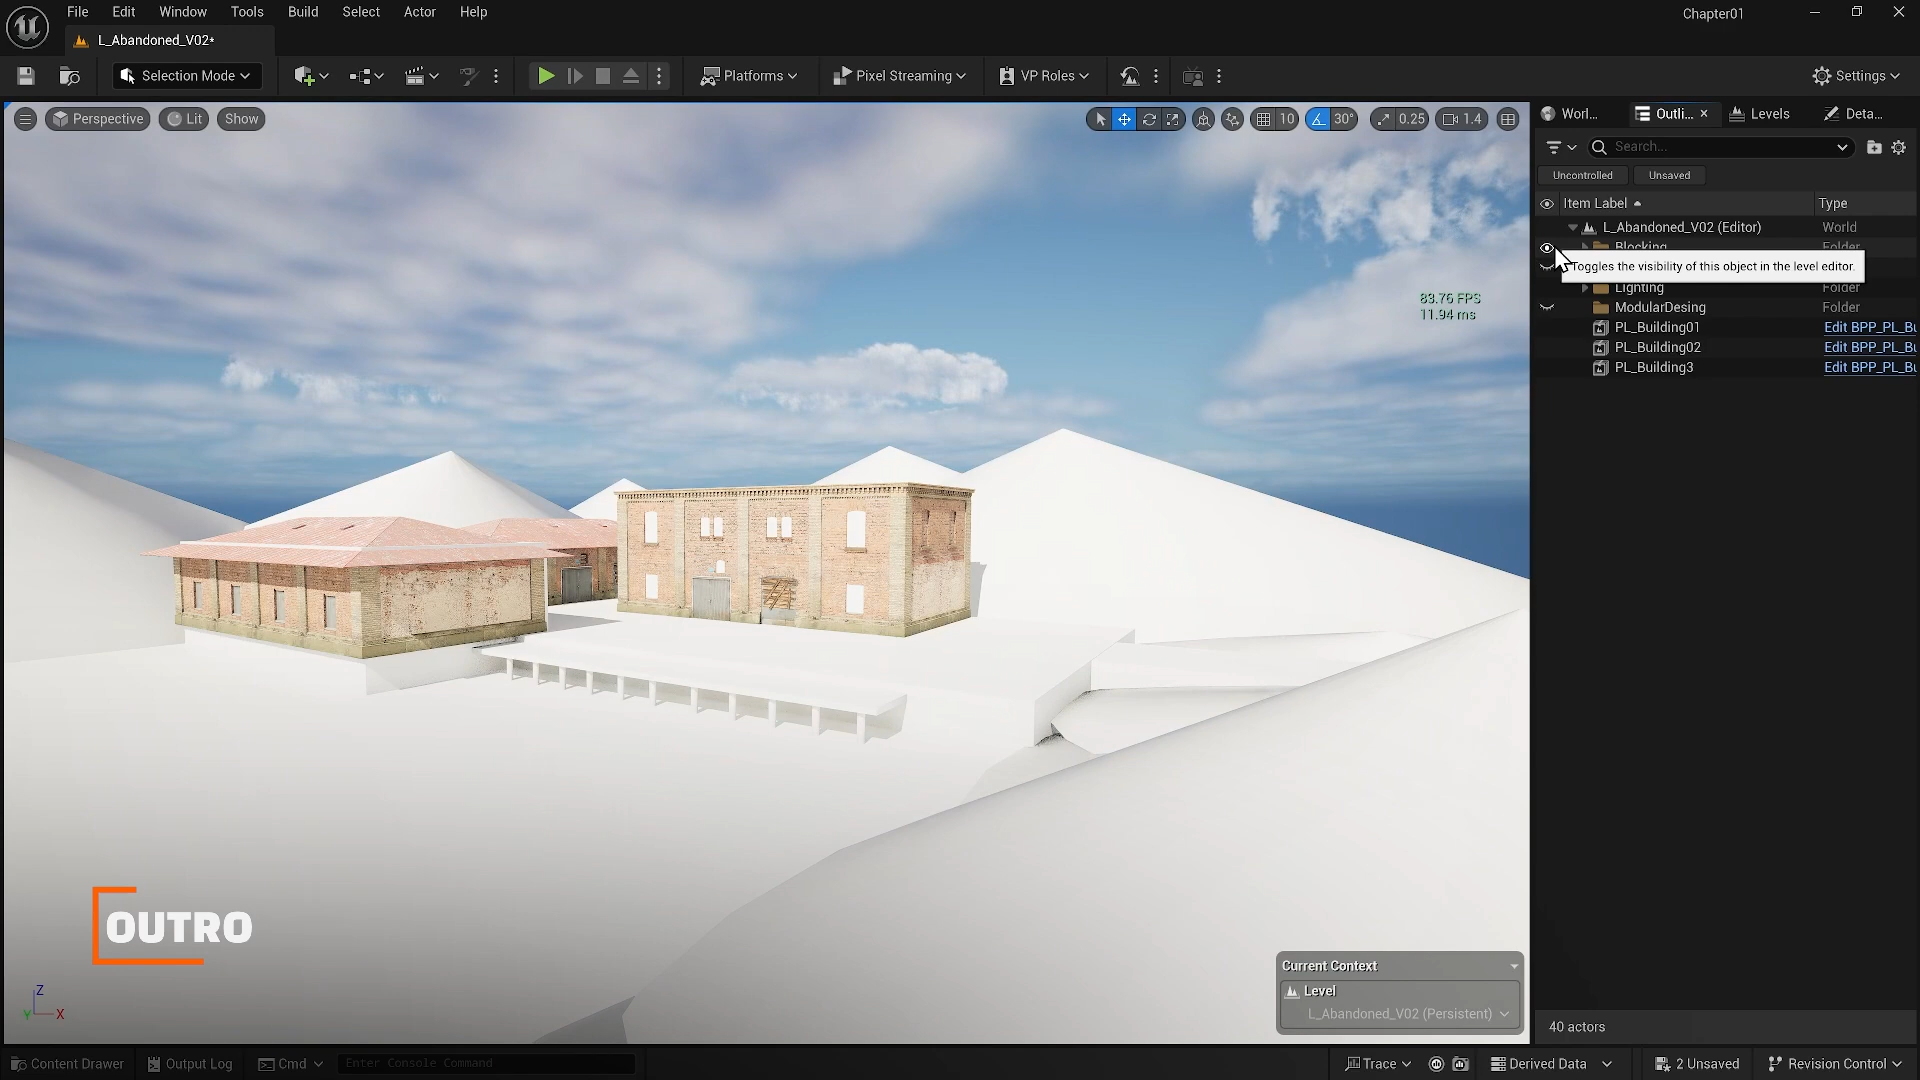 File Edit Window Tools Build Select Actor Help
Chapter01
L_Abandoned_V02*
Selection Mode
Platforms
Pixel Streaming
VP Roles
Settings
Perspective
Lit
Show
10
30°
0.25
1.4
Worl...
Outli...
Levels
Deta...
Search...
Uncontrolled
Unsaved
Item Label
Type
L_Abandoned_V02 (Editor) World
Blocking Folder
Toggles the visibility of this object in the level editor.
Lighting Folder
ModularDesing Folder
PL_Building01 Edit BPP_PL_Bu
PL_Building02 Edit BPP_PL_Bu
PL_Building3 Edit BPP_PL_Bu
83.76 FPS
11.94 ms
OUTRO
Z
Y
X
Current Context
Level
L_Abandoned_V02 (Persistent)
40 actors
Content Drawer
Output Log
Cmd
Enter Console Command
Trace
Derived Data
2 Unsaved
Revision Control